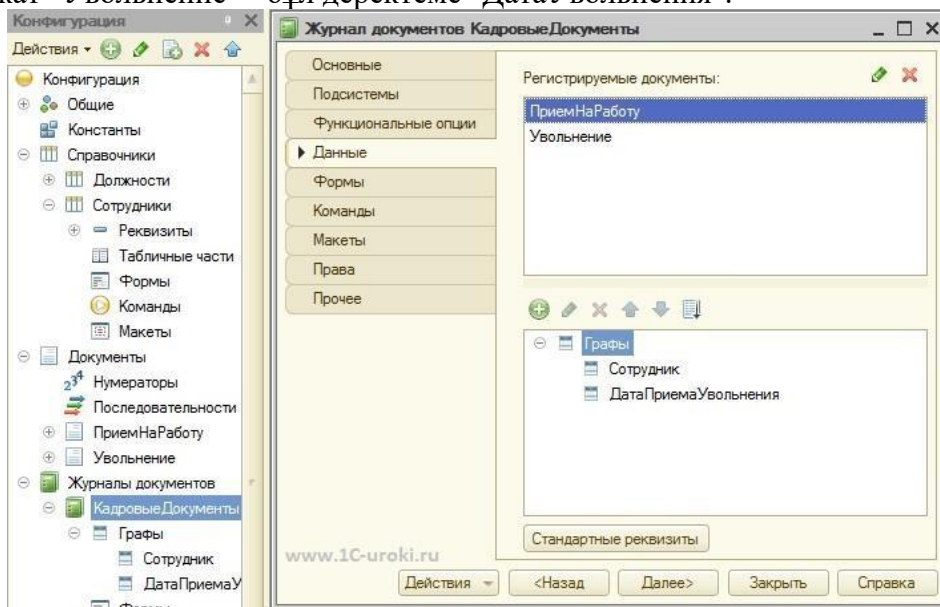 Конфигурация
Действия
Конфигурация
Общие
Константы
Справочники
Должности
Сотрудники
Реквизиты
Табличные части
Формы
Команды
Макеты
Документы
Нумераторы
Последовательности
ПриемНаРаботу
Увольнение
Журналы документов
КадровыеДокументы
Графы
Сотрудник
ДатаПриемаУ
Журнал документов КадровыеДокументы
Основные
Подсистемы
Функциональные опции
Данные
Формы
Команды
Макеты
Права
Прочее
Регистрируемые документы:
ПриемНаРаботу
Увольнение
Графы
Сотрудник
ДатаПриемаУвольнения
Стандартные реквизиты
www.1C-uroki.ru
Действия <Назад Далее> Закрыть Справка